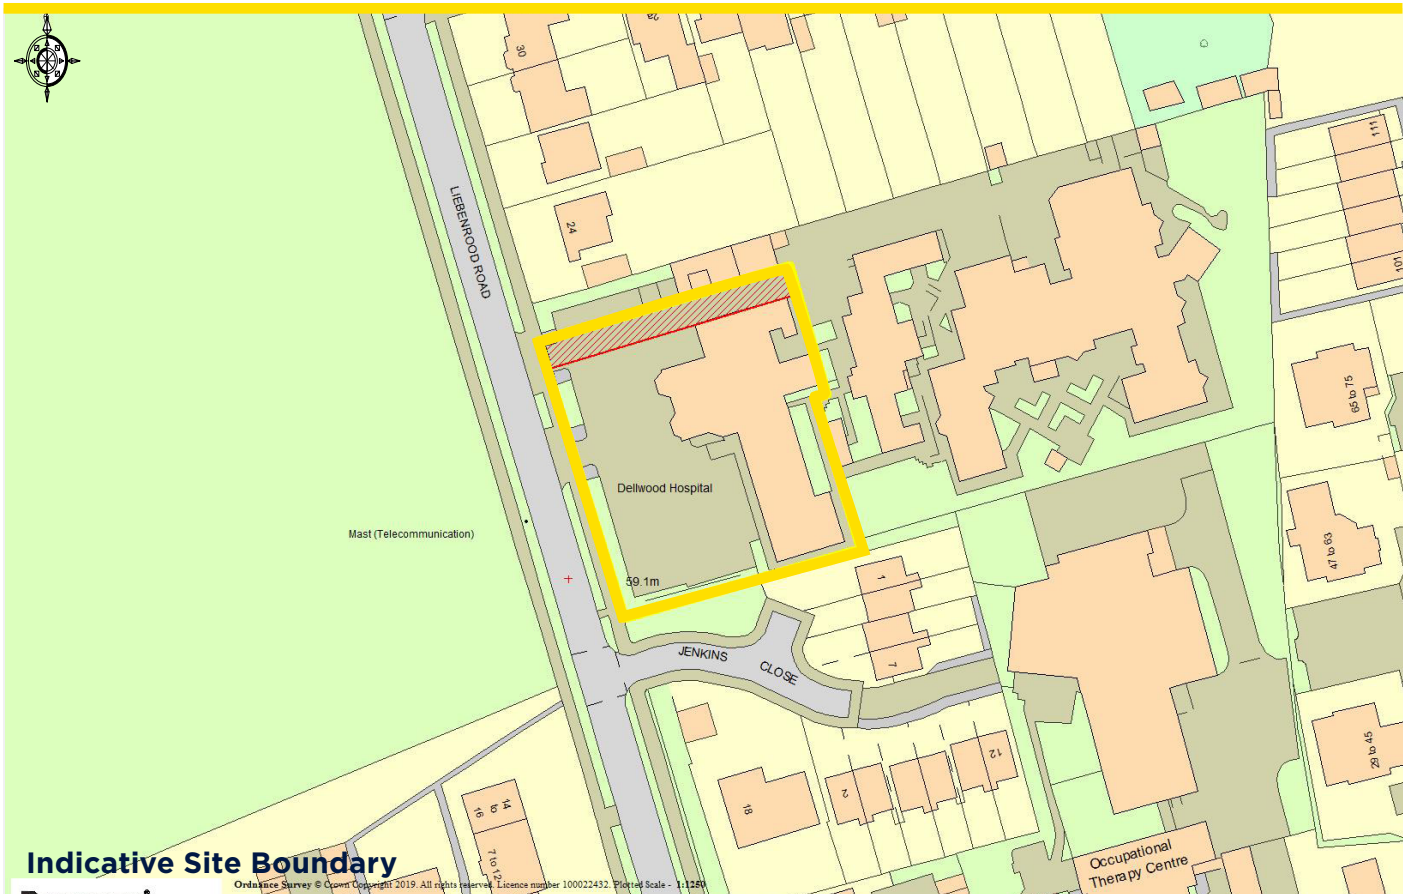 30
24
LIEBENROOD ROAD
111
101
65 to 75
Dellwood Hospital
Mast (Telecommunication)
47 to 63
59.1m
1
7
JENKINS
CLOSE
12
2
18
29 to 45
14
to
16
7 to 12
Occupational
Therapy Centre
Indicative Site Boundary
Ordnance Survey © Crown Copyright 2019. All rights reserved. Licence number 100022432. Plotted Scale - 1:1250